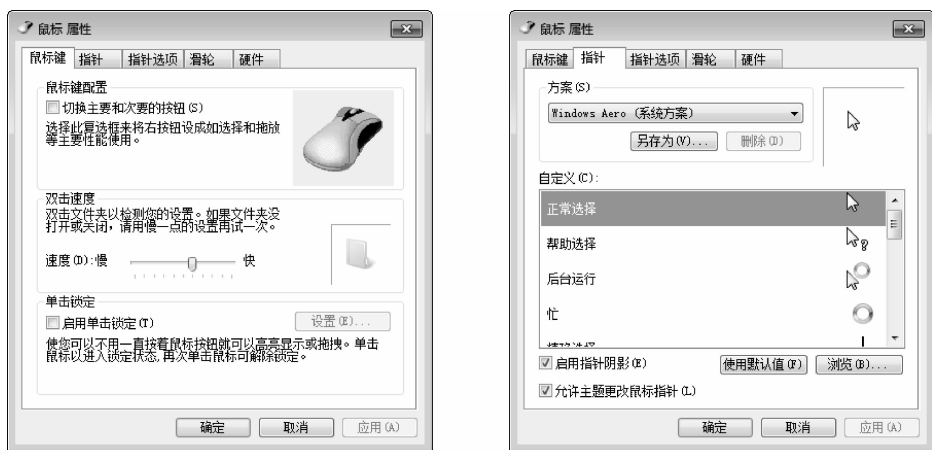 鼠标 属性
鼠标键
指针
指针选项
滑轮
硬件
鼠标键配置
切换主要和次要的按钮(S)
选择此复选框来将右按钮设成如选择和拖放
等主要性能使用。
双击速度
双击文件夹以检测您的设置。如果文件夹没
打开或关闭，请用慢一点的设置再试一次。
速度(D):慢
快
单击锁定
启用单击锁定(T)
设置(E)...
使您可以不用一直按着鼠标按钮就可以高亮显示或拖拽。单击
鼠标以进入锁定状态,再次单击鼠标可解除锁定。
确定
取消
应用(A)
鼠标 属性
鼠标键
指针
指针选项
滑轮
硬件
方案(S)
Windows Aero (系统方案)
另存为(V)...
删除(D)
自定义(C):
正常选择
帮助选择
后台运行
忙
启用指针阴影(E)
使用默认值(F)
浏览(B)...
允许主题更改鼠标指针(L)
确定
取消
应用(A)